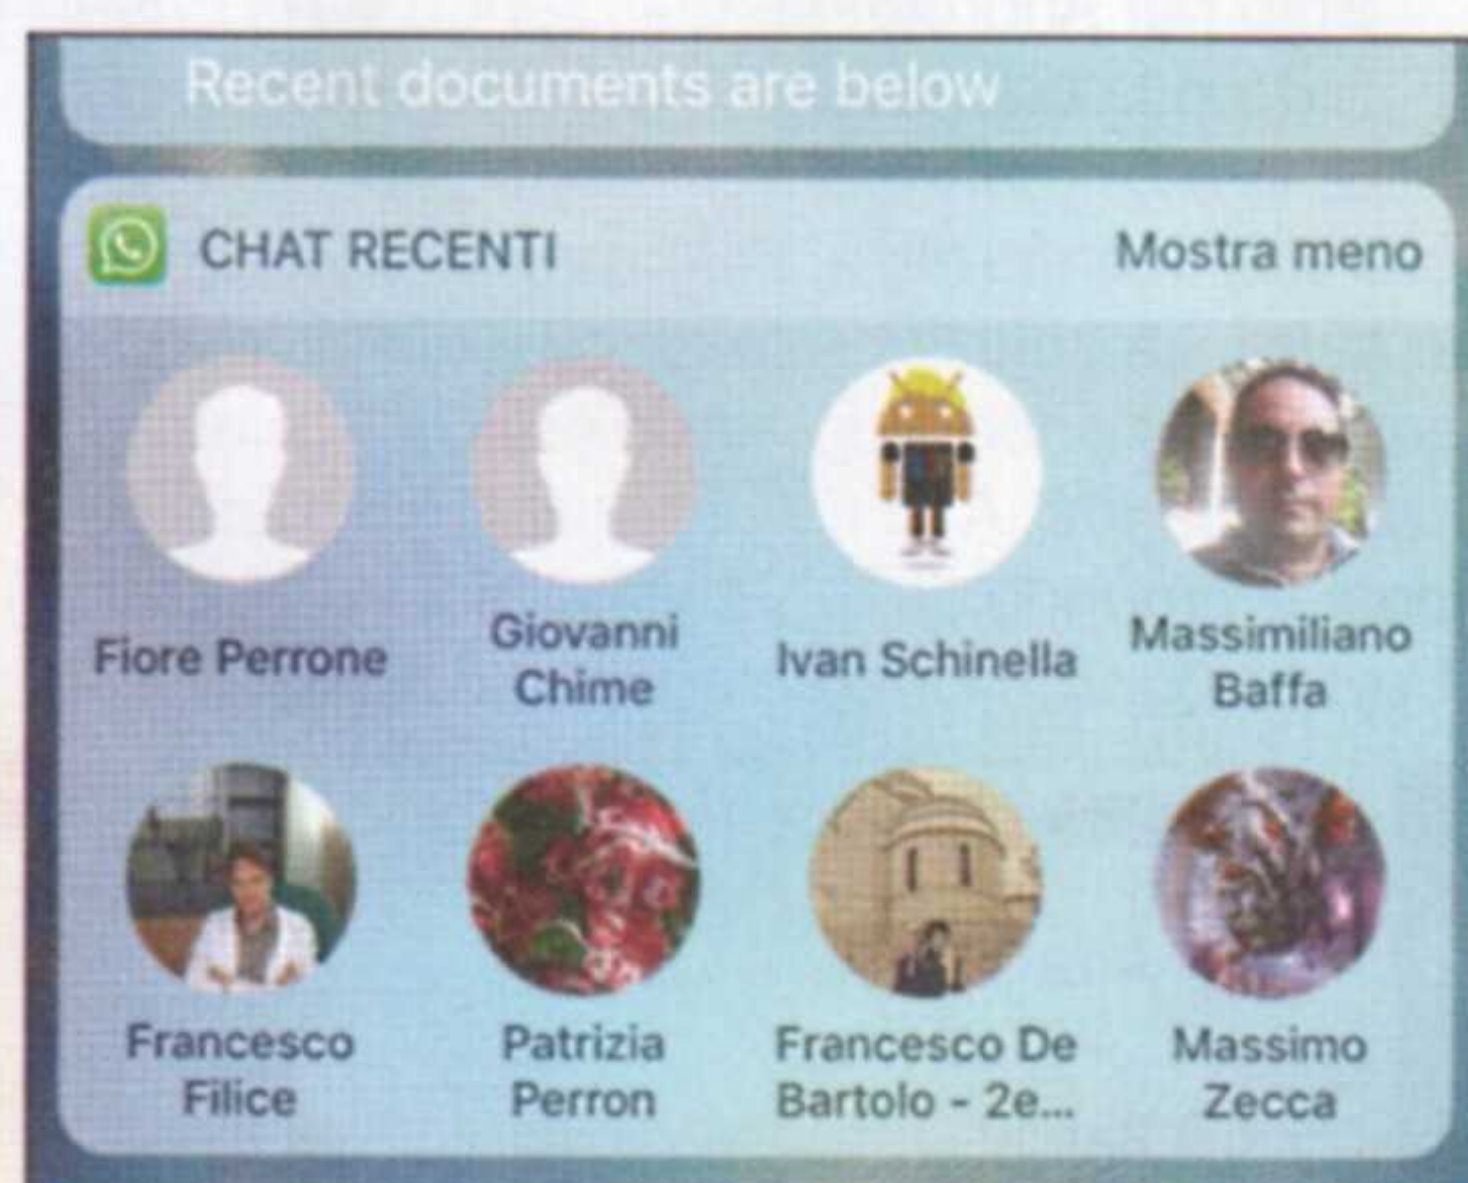 Recent documents are below
CHAT RECENTI
Mostra meno
Fiore Perrone
Giovanni
Chime
Ivan Schinella
Massimiliano
Baffa
Francesco
Filice
Patrizia
Perron
Francesco De
Bartolo - 2e...
Massimo
Zecca